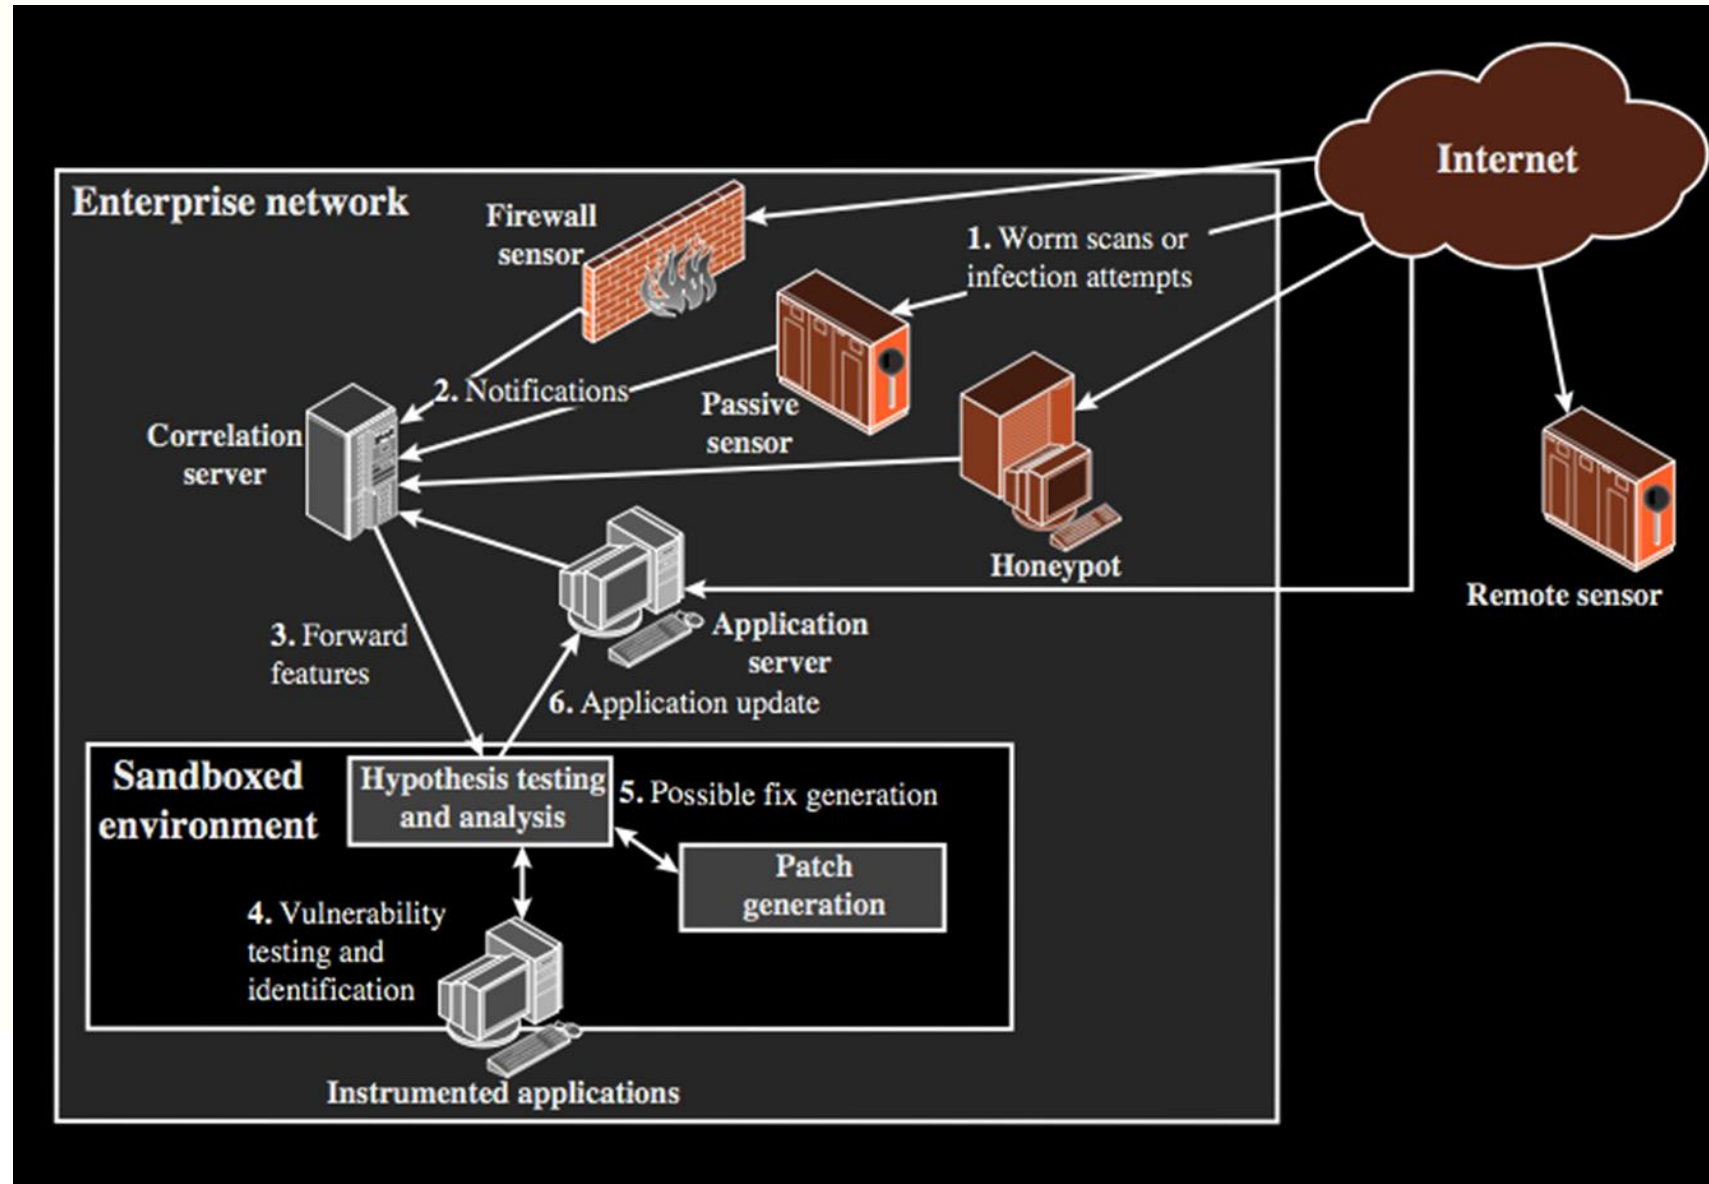 Internet
Enterprise network
Firewall
sensor
1. Worm scans or
infection attempts
2. Notifications
Passive
sensor
Correlation
server
Honeypot
Remote sensor
3. Forward
features
Application
server
6. Application update
Sandboxed
environment
Hypothesis testing
and analysis
5. Possible fix generation
Patch
generation
4. Vulnerability
testing and
identification
Instrumented applications